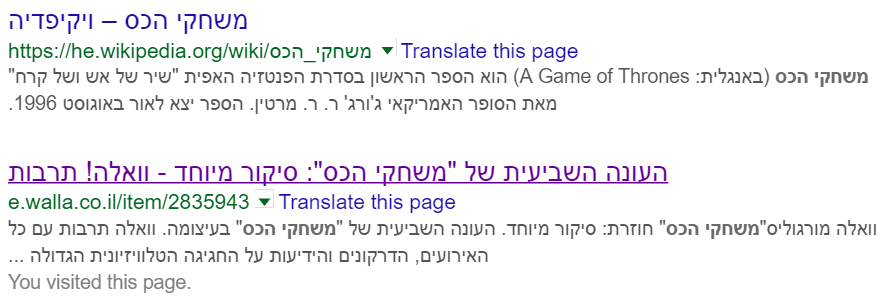 משחקי הכס – ויקיפדיה
https://he.wikipedia.org/wiki/משחקי_הכס Translate this page
משחקי הכס (באנגלית: A Game of Thrones) הוא הספר הראשון בסדרת הפנטזיה האפית "שיר של אש ושל קרח"
מאת הסופר האמריקאי ג'ורג' ר. ר. מרטין. הספר יצא לאור באוגוסט 1996.
העונה השביעית של "משחקי הכס": סיקור מיוחד - וואלה! תרבות
e.walla.co.il/item/2835943 Translate this page
וואלה מורגוליס"משחקי הכס" חוזרת: סיקור מיוחד. העונה השביעית של "משחקי הכס" בעיצומה. וואלה תרבות עם כל
האירועים, הדרקונים והידיעות על החגיגה הטלוויזיונית הגדולה ...
You visited this page.